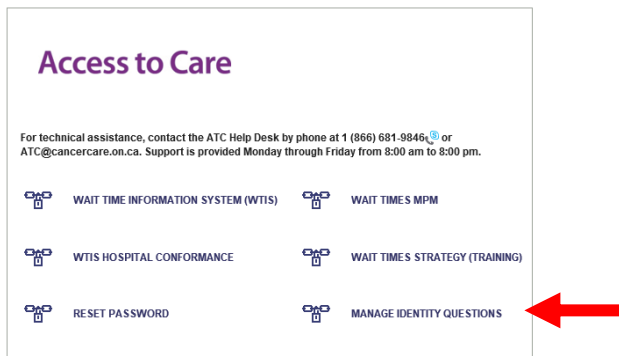 Access to Care
For technical assistance, contact the ATC Help Desk by phone at 1 (866) 681-9846 or
ATC@cancercare.on.ca. Support is provided Monday through Friday from 8:00 am to 8:00 pm.
WAIT TIME INFORMATION SYSTEM (WTIS)
WAIT TIMES MPM
WTIS HOSPITAL CONFORMANCE
WAIT TIMES STRATEGY (TRAINING)
RESET PASSWORD
MANAGE IDENTITY QUESTIONS